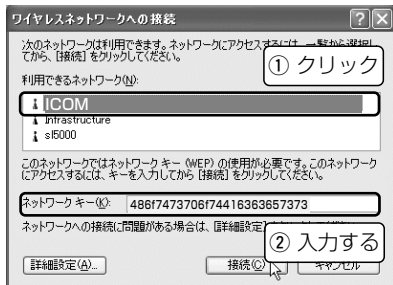 ワイヤレスネットワークへの接続
次のネットワークは利用できます。ネットワークにアクセスするには、一覧から選択し
てから、[接続] をクリックしてください。
① クリック
利用できるネットワーク(N):
ICOM
Infrastructure
sl5000
このネットワークではネットワーク キー (WEP) の使用が必要です。このネットワーク
にアクセスするには、キーを入力してから [接続] をクリックしてください。
ネットワーク キー(K): 486f7473706f74416363657373
ネットワークへの接続に問題がある場合は、[詳細設定]
② 入力する
詳細設定(A)... 接続(C) キャンセル